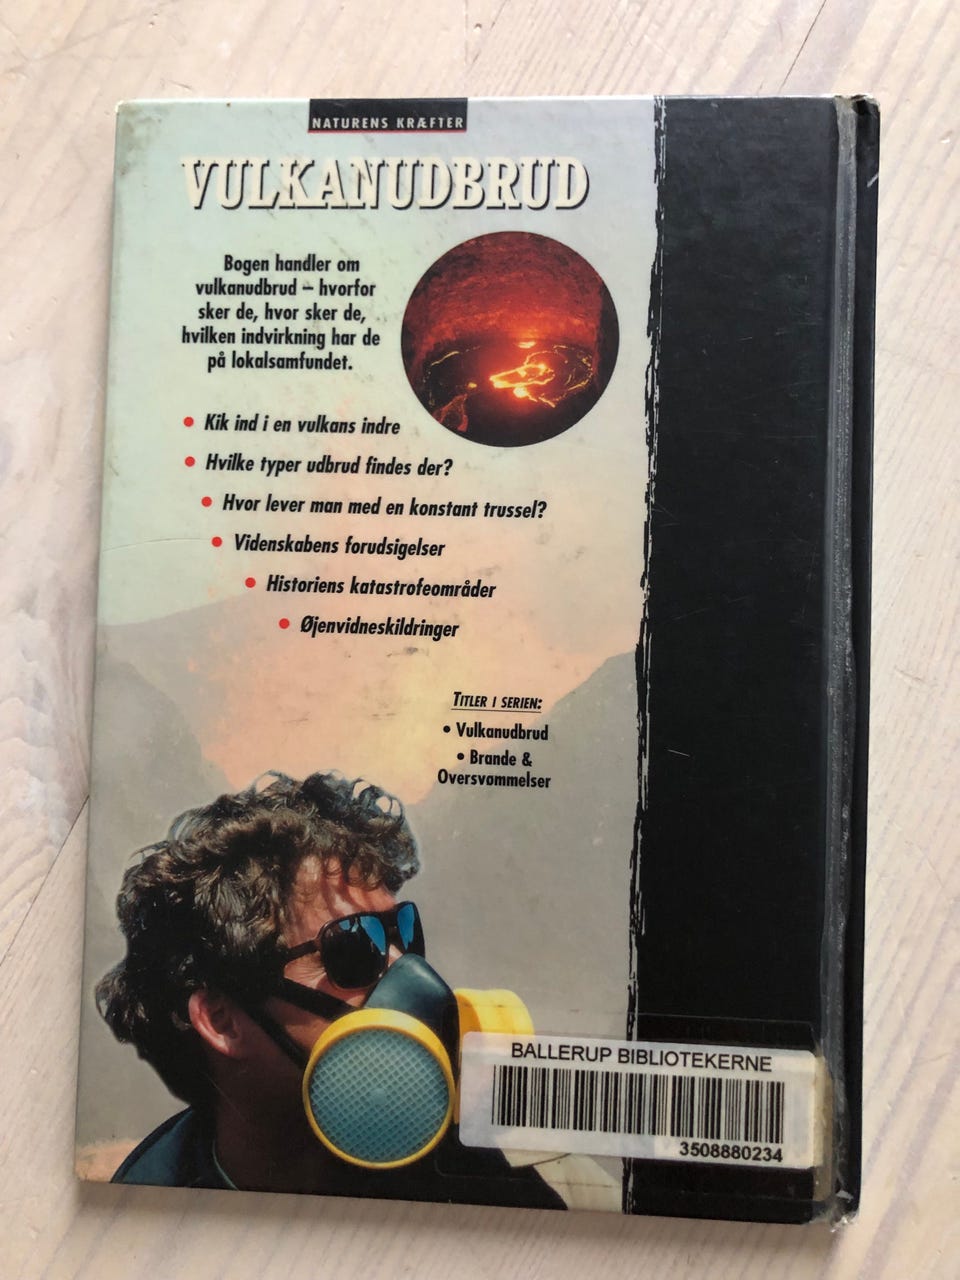 NATURENS KRÆFTER
VULKANUDBRUD
Bogen handler om
vulkanudbrud – hvorfor
sker de, hvor sker de,
hvilken indvirkning har de
på lokalsamfundet.
• Kik ind i en vulkans indre
• Hvilke typer udbrud findes der?
• Hvor lever man med en konstant trussel?
• Videnskabens forudsigelser
• Historiens katastrofeområder
• Øjenvidneskildringer
TITLER I SERIEN:
• Vulkanudbrud
• Brande &
Oversvømmelser
BALLERUP BIBLIOTEKERNE
3508880234